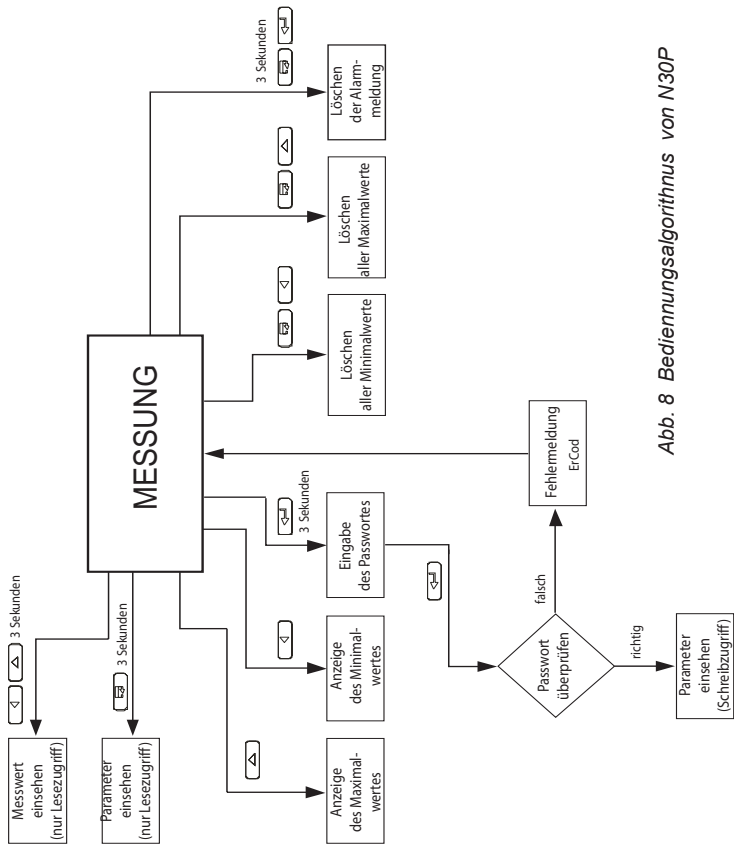 MESSUNG
3 Sekunden
Messwert
einsehen
(nur Lesezugriff)
3 Sekunden
Parameter
einsehen
(nur Lesezugriff)
Anzeige
des Maximal-
wertes
Anzeige
des Minimal-
wertes
3 Sekunden
Eingabe
des Passwortes
Passwort
überprüfen
falsch
Fehlermeldung
ErCod
richtig
Parameter
einsehen
(Schreibzugriff)
Löschen
aller Minimalwerte
Löschen
aller Maximalwerte
3 Sekunden
Löschen
der Alarm-
meldung
Abb. 8 Bediennungsalgorithnus von N30P